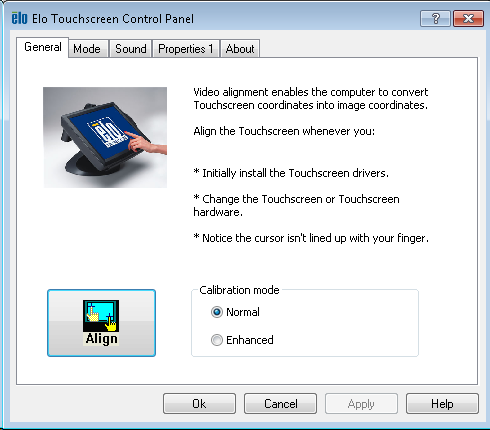 elo Elo Touchscreen Control Panel
?
General Mode Sound Properties 1 About
Video alignment enables the computer to convert
Touchscreen coordinates into image coordinates.
Align the Touchscreen whenever you:
elo
* Initially install the Touchscreen drivers.
* Change the Touchscreen or Touchscreen
hardware.
* Notice the cursor isn't lined up with your finger.
Calibration mode
Normal
Enhanced
Align
Ok Cancel Apply Help